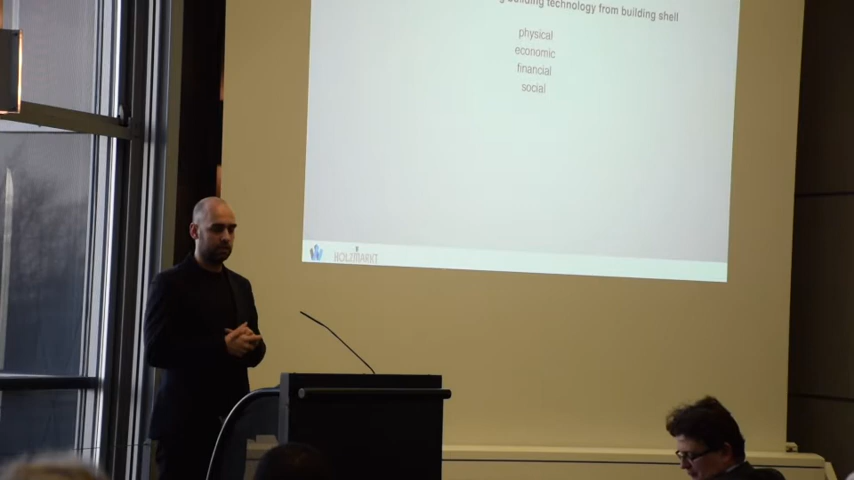 building technology from building shell
physical
economic
financial
social
HOLZMARKT